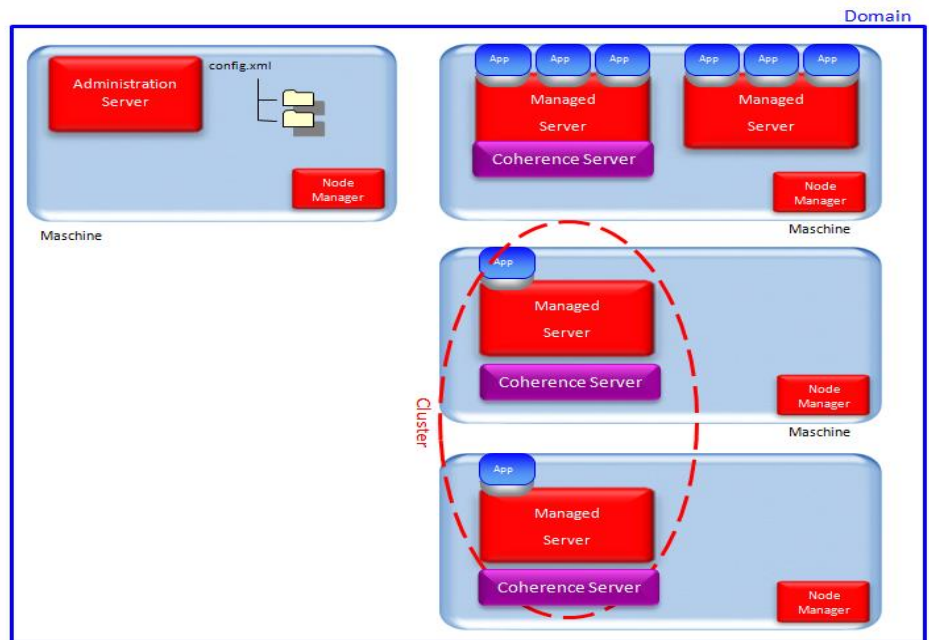 Domain
Administration
Server
config.xml
Node
Manager
Maschine
App
App
App
Managed
Server
Coherence Server
App
App
App
Managed
Server
Node
Manager
Maschine
App
Managed
Server
Coherence Server
Node
Manager
Maschine
Cluster
App
Managed
Server
Coherence Server
Node
Manager